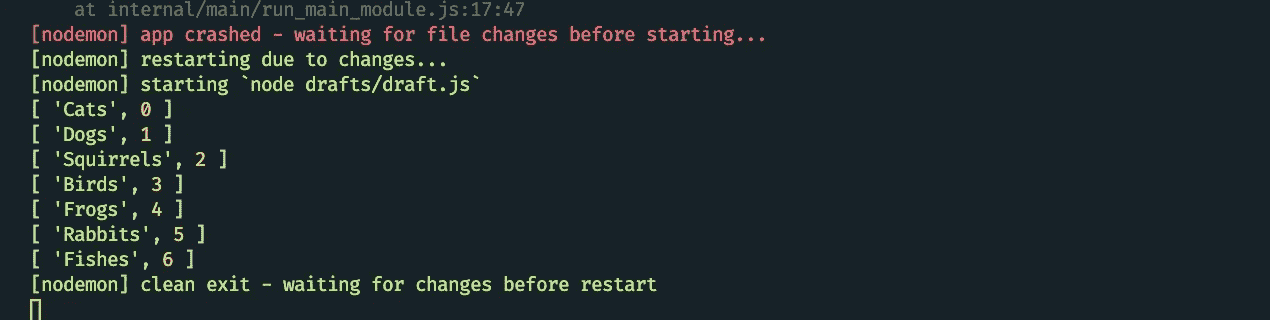 at internal/main/run_main_module.js:17:47
[nodemon] app crashed - waiting for file changes before starting...
[nodemon] restarting due to changes...
[nodemon] starting `node drafts/draft.js`
[ 'Cats', 0 ]
[ 'Dogs', 1 ]
[ 'Squirrels', 2 ]
[ 'Birds', 3 ]
[ 'Frogs', 4 ]
[ 'Rabbits', 5 ]
[ 'Fishes', 6 ]
[nodemon] clean exit - waiting for changes before restart